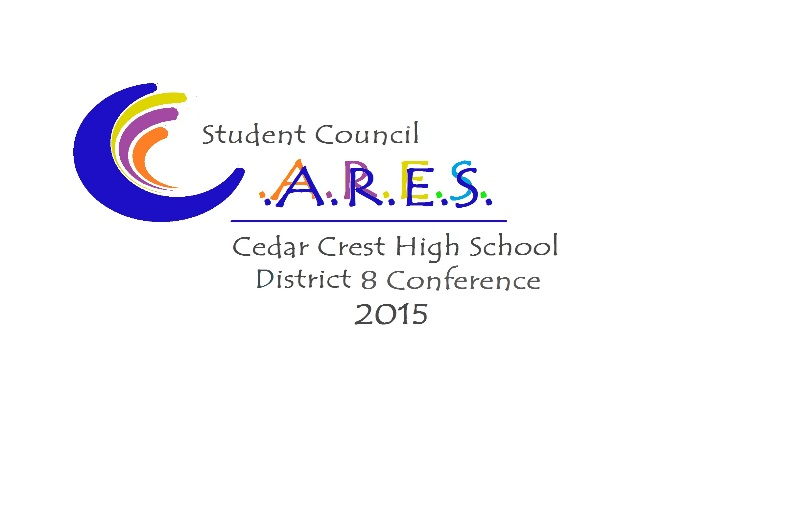 Student Council
C.A.R.E.S.
Cedar Crest High School
District 8 Conference
2015